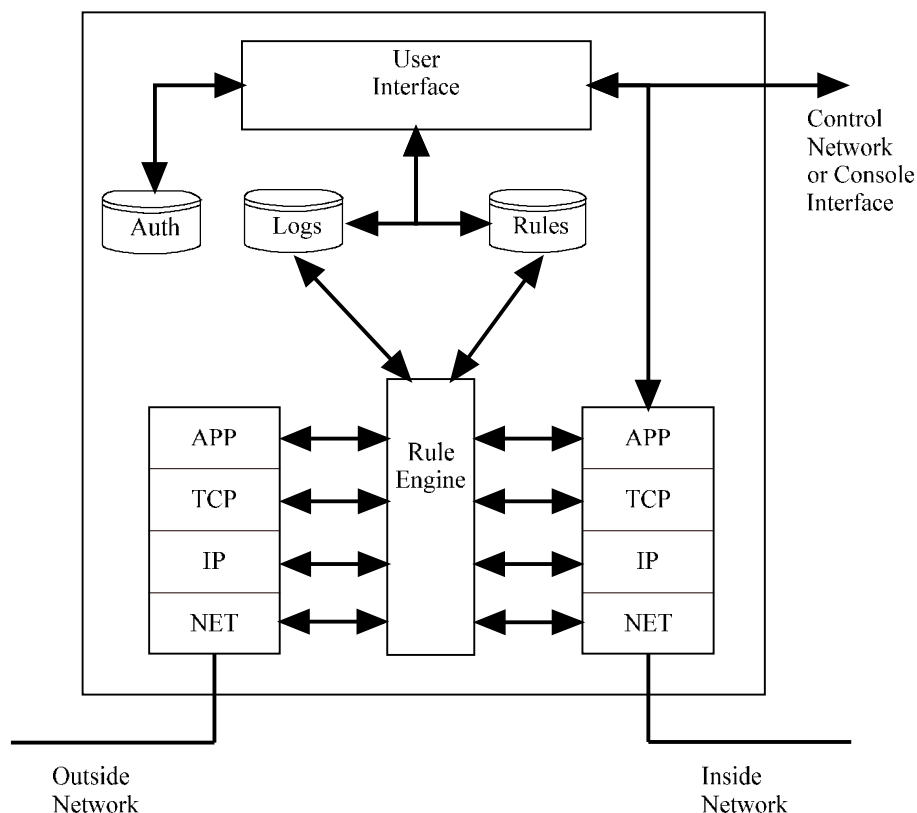 User
Interface
Control
Network
or Console
Interface
Auth
Logs
Rules
APP
TCP
IP
NET
Rule
Engine
APP
TCP
IP
NET
Outside
Network
Inside
Network